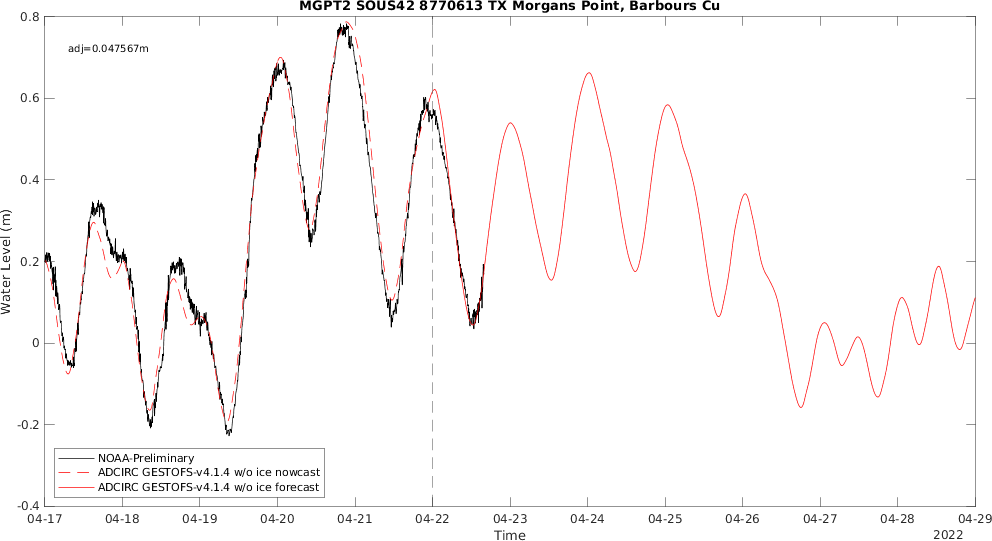 MGPT2 SOUS42 8770613 TX Morgans Point, Barbours Cu
adj=0.047567m
0.8
0.6
0.4
0.2
0
-0.2
-0.4
Water Level (m)
NOAA-Preliminary
ADCIRC GESTOFS-v4.1.4 w/o ice nowcast
ADCIRC GESTOFS-v4.1.4 w/o ice forecast
04-17 04-18 04-19 04-20 04-21 04-22 04-23 04-24 04-25 04-26 04-27 04-28 04-29
Time
2022